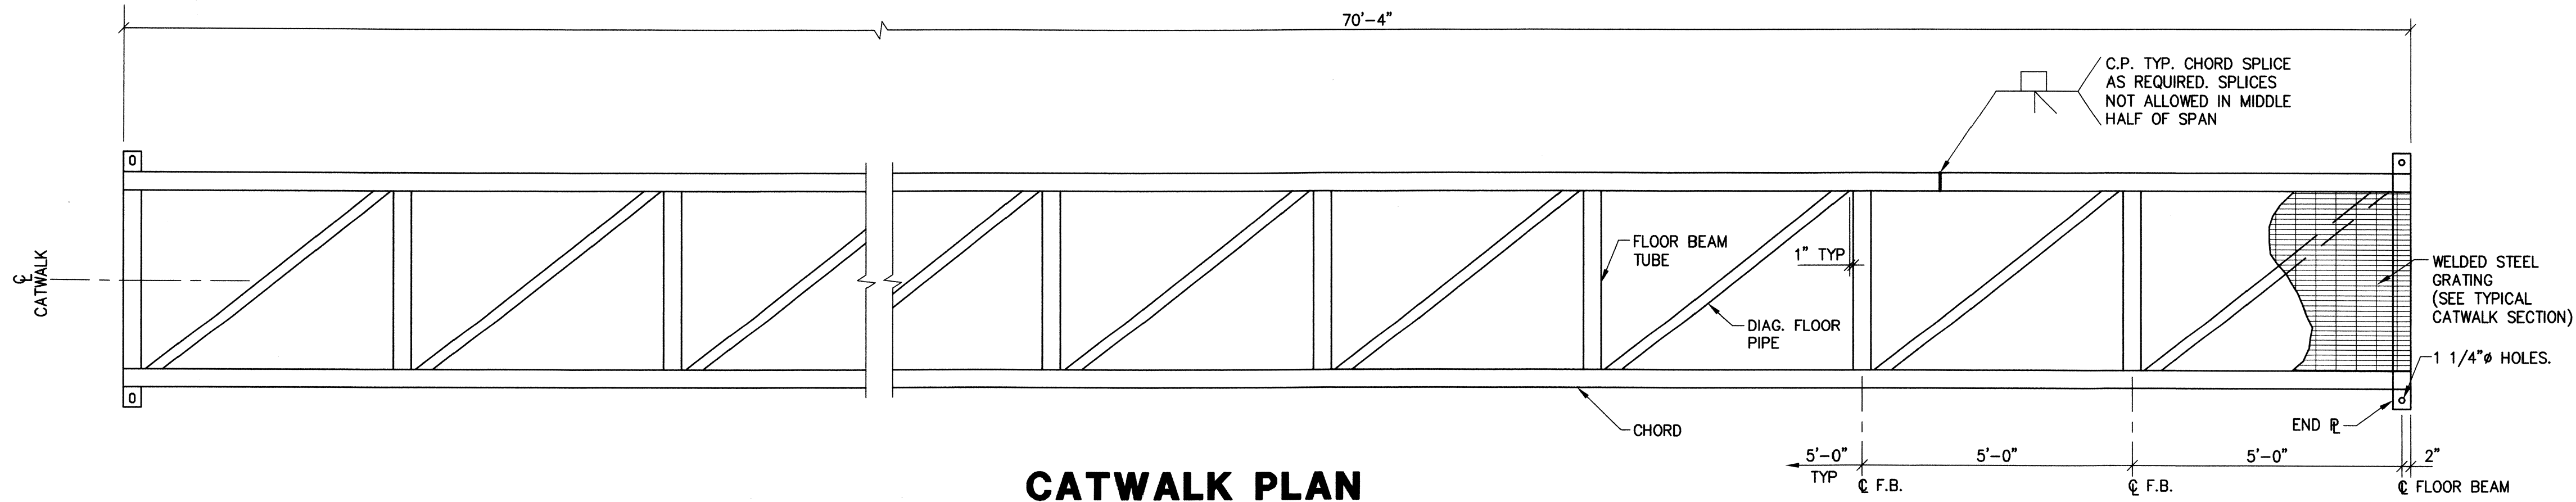 70'-4"
C.P. TYP. CHORD SPLICE
AS REQUIRED. SPLICES
NOT ALLOWED IN MIDDLE
HALF OF SPAN
℄
CATWALK
FLOOR BEAM
TUBE
1" TYP
DIAG. FLOOR
PIPE
WELDED STEEL
GRATING
(SEE TYPICAL
CATWALK SECTION)
1 1/4"ø HOLES.
END ⅊
CHORD
5'-0"
TYP
5'-0"
5'-0"
2"
℄ F.B.
℄ F.B.
℄ FLOOR BEAM
CATWALK PLAN